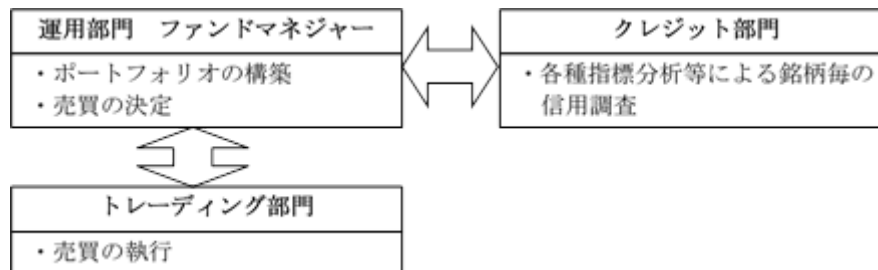 運用部門　ファンドマネジャー
・ポートフォリオの構築
・売買の決定
クレジット部門
・各種指標分析等による銘柄毎の
信用調査
トレーディング部門
・売買の執行